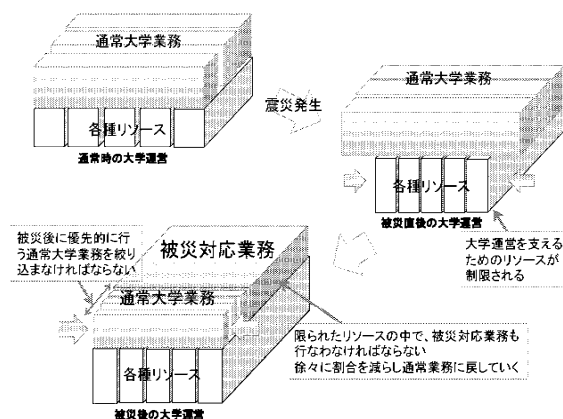 通常大学業務
各種リソース
通常時の大学運営
震災発生
通常大学業務
各種リソース
被災直後の大学運営
大学運営を支える
ためのリソースが
制限される
被災後に優先的に行
う通常大学業務を絞り
込まなければならない
被災対応業務
通常大学業務
各種リソース
被災後の大学運営
限られたリソースの中で、被災対応業務も
行なわなければならない
徐々に割合を減らし通常業務に戻していく